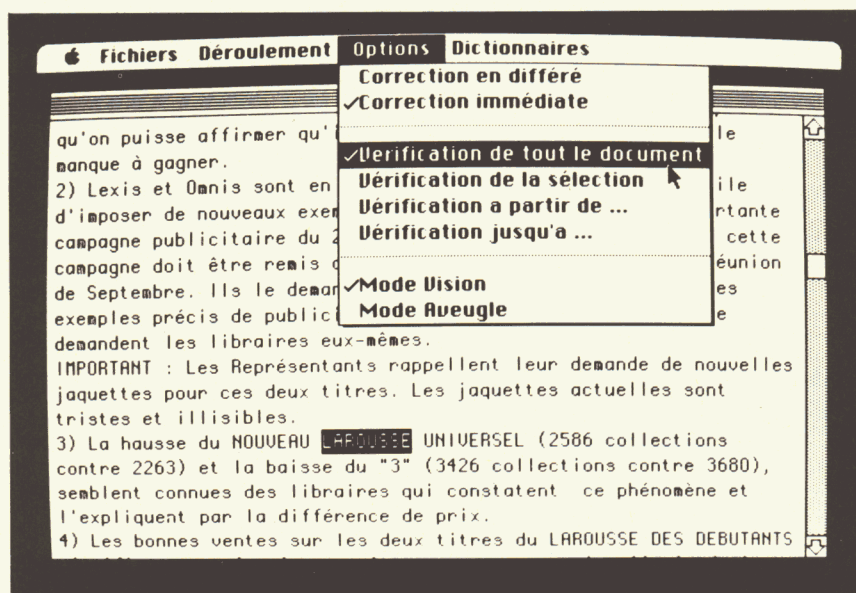 Fichiers Déroulement Options Dictionnaires
Correction en différé
✓Correction immédiate
✓Vérification de tout le document
Vérification de la sélection
Vérification a partir de ...
Vérification jusqu'a ...
✓Mode Vision
Mode Aveugle
qu'on puisse affirmer qu' le
manque à gagner.
2) Lexis et Omnis sont en ile
d'imposer de nouveaux exem rtante
campagne publicitaire du 2 cette
campagne doit être remis éunion
de Septembre. Ils le deman es
exemples précis de public e
demandent les libraires eux-mêmes.
IMPORTANT : Les Représentants rappellent leur demande de nouvelles
jaquettes pour ces deux titres. Les jaquettes actuelles sont
tristes et illisibles.
3) La hausse du NOUVEAU LAROUSSE UNIVERSEL (2586 collections
contre 2263) et la baisse du "3" (3426 collections contre 3680),
semblent connues des libraires qui constatent ce phénomène et
l'expliquent par la différence de prix.
4) Les bonnes ventes sur les deux titres du LAROUSSE DES DEBUTANTS